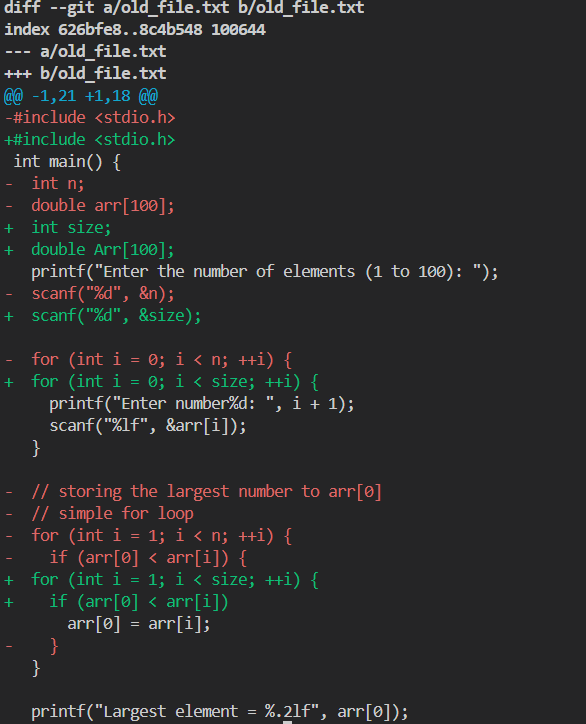 diff --git a/old_file.txt b/old_file.txt
index 626bfe8..8c4b548 100644
--- a/old_file.txt
+++ b/old_file.txt
@@ -1,21 +1,18 @@
-#include <stdio.h>
+#include <stdio.h>
 int main() {
-  int n;
-  double arr[100];
+  int size;
+  double Arr[100];
   printf("Enter the number of elements (1 to 100): ");
-  scanf("%d", &n);
+  scanf("%d", &size);

-  for (int i = 0; i < n; ++i) {
+  for (int i = 0; i < size; ++i) {
     printf("Enter number%d: ", i + 1);
     scanf("%lf", &arr[i]);
   }

-  // storing the largest number to arr[0]
-  // simple for loop
-  for (int i = 1; i < n; ++i) {
-    if (arr[0] < arr[i]) {
+  for (int i = 1; i < size; ++i) {
+    if (arr[0] < arr[i])
       arr[0] = arr[i];
-    }
   }

   printf("Largest element = %.2lf", arr[0]);